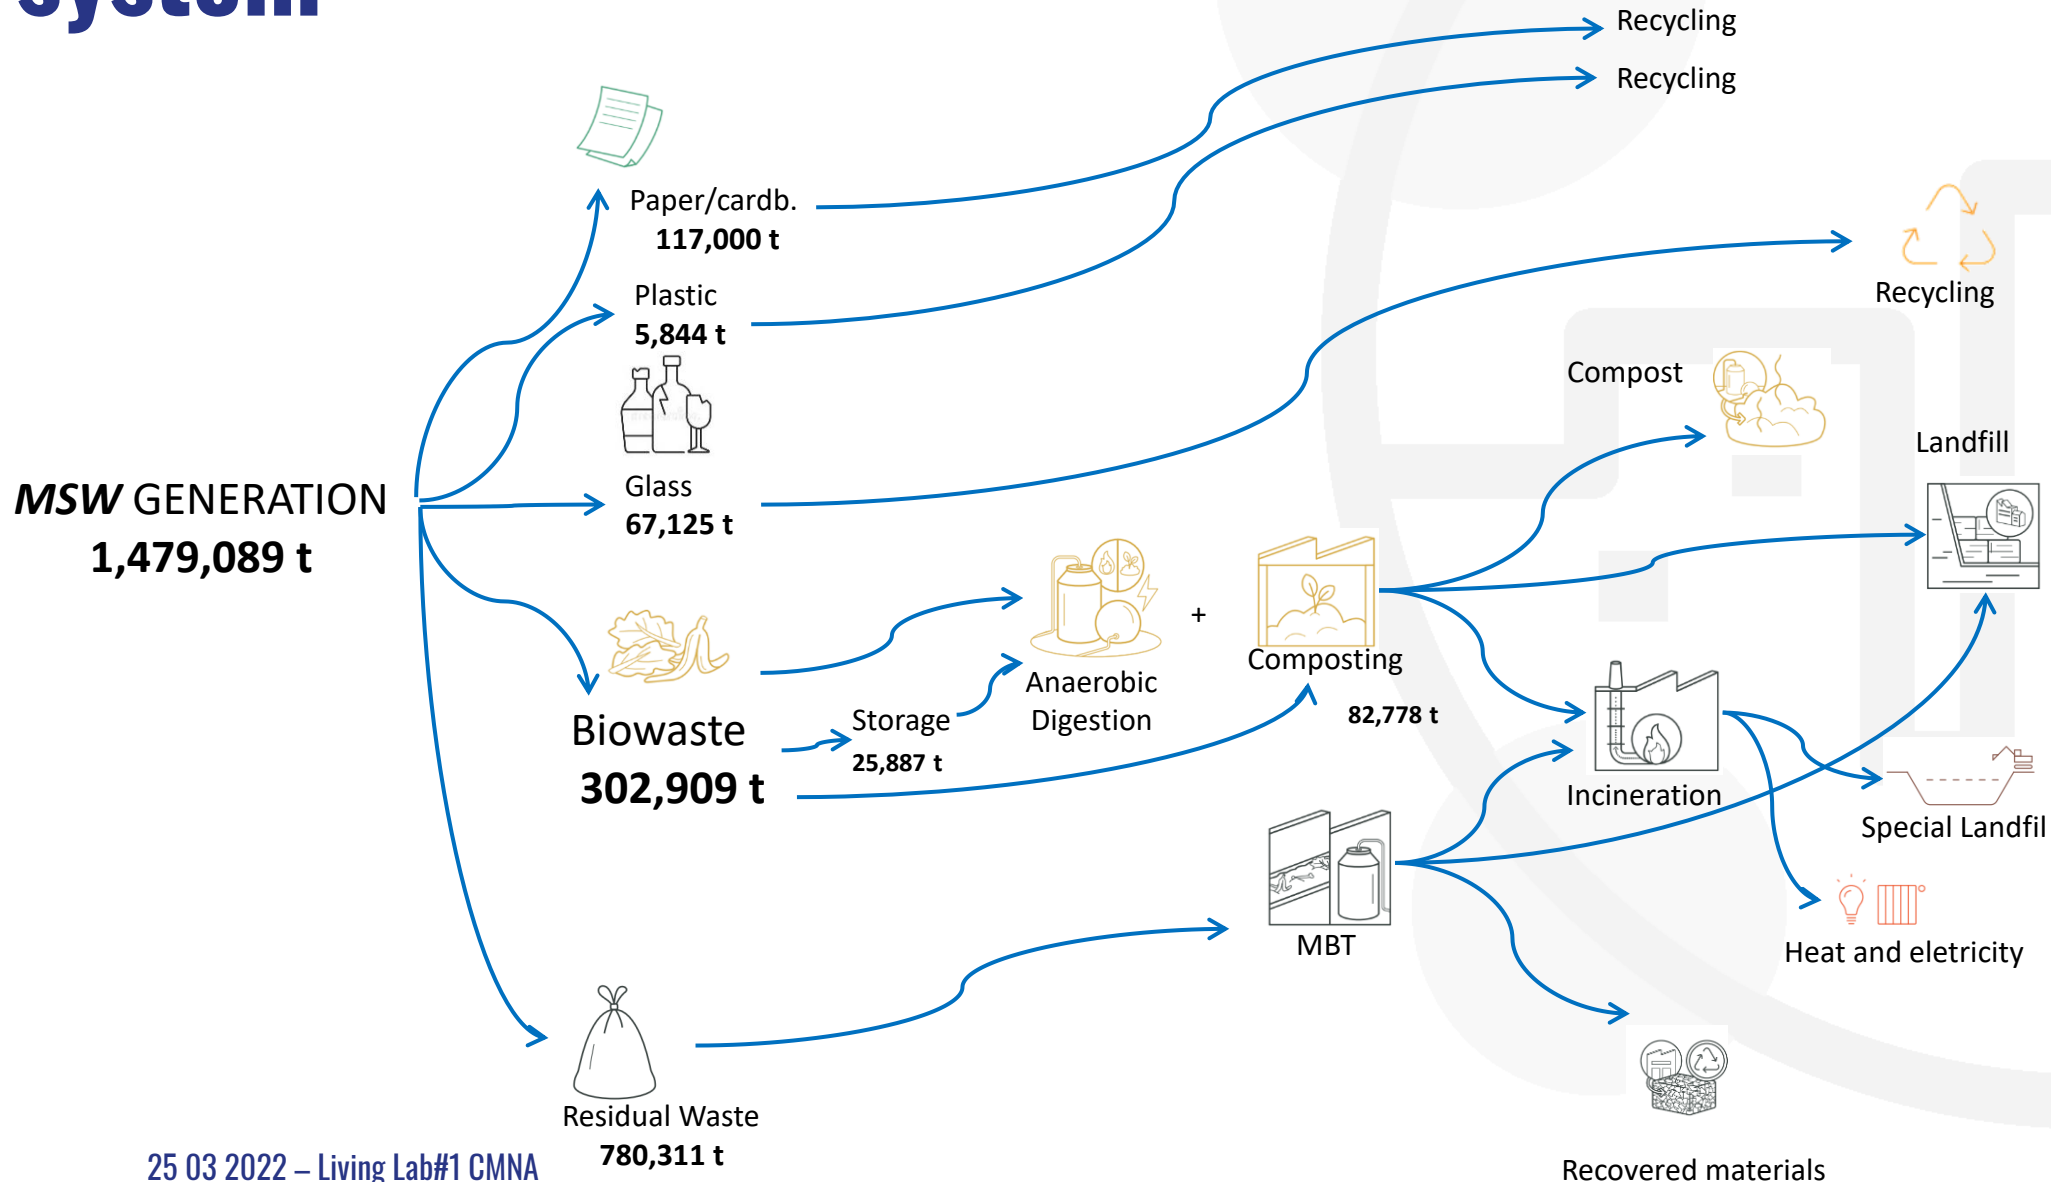 system
Recycling
Recycling
Paper/cardb.
117,000 t
Plastic
5,844 t
Recycling
Compost
Landfill
MSW GENERATION
1,479,089 t
Glass
67,125 t
+
Composting
82,778 t
Anaerobic
Digestion
Biowaste
302,909 t
Storage
25,887 t
Incineration
Special Landfil
MBT
Heat and eletricity
Residual Waste
780,311 t
Recovered materials
25 03 2022 – Living Lab#1 CMNA